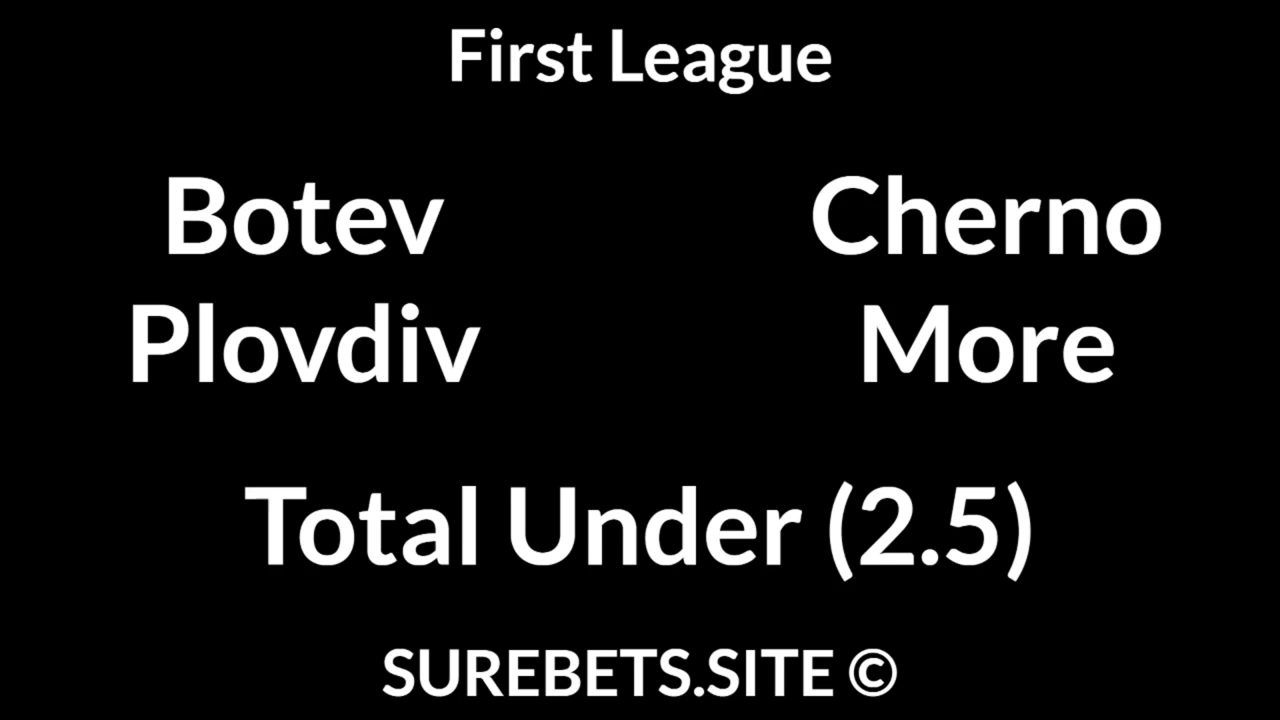 First League
Botev
Plovdiv
Cherno
More
Total Under (2.5)
SUREBETS.SITE ©